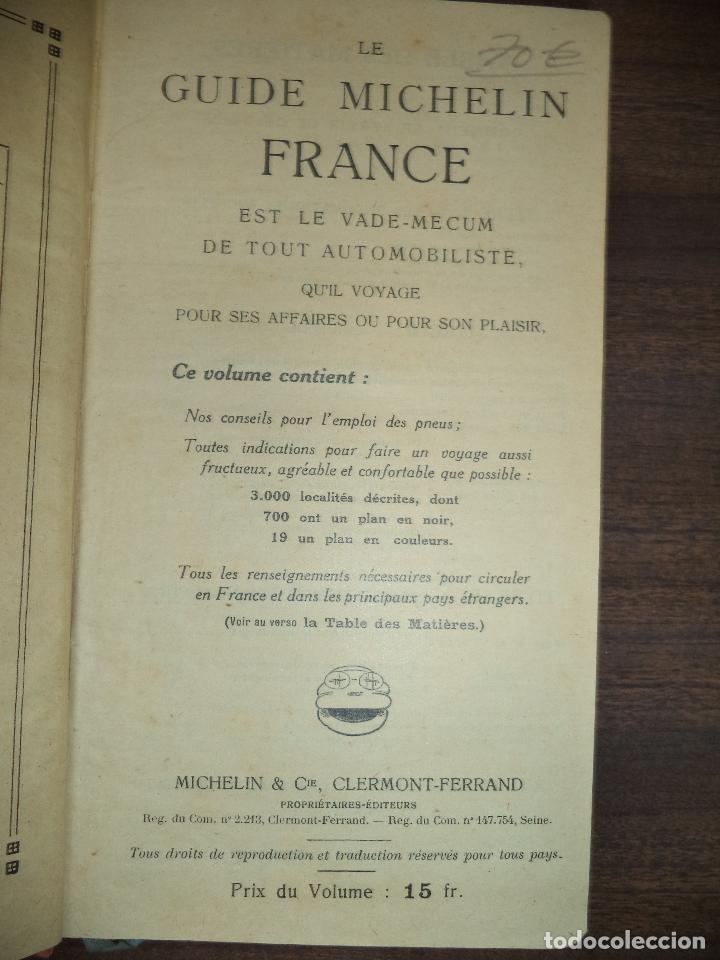 70 €
LE
GUIDE MICHELIN
FRANCE
EST LE VADE-MECUM
DE TOUT AUTOMOBILISTE,
QU'IL VOYAGE
POUR SES AFFAIRES OU POUR SON PLAISIR,
Ce volume contient :
Nos conseils pour l'emploi des pneus ;
Toutes indications pour faire un voyage aussi
fructueux, agréable et confortable que possible :
3.000 localités décrites, dont
700 ont un plan en noir,
19 un plan en couleurs.
Tous les renseignements nécessaires pour circuler
en France et dans les principaux pays étrangers.
(Voir au verso la Table des Matières.)
MICHELIN & CIE, CLERMONT-FERRAND
PROPRIÉTAIRES-ÉDITEURS
Reg. du Com. nº 2.213, Clermont-Ferrand. — Reg. du Com. nº 147.754, Seine.
Tous droits de reproduction et traduction réservés pour tous pays.
Prix du Volume : 15 fr.
todocoleccion